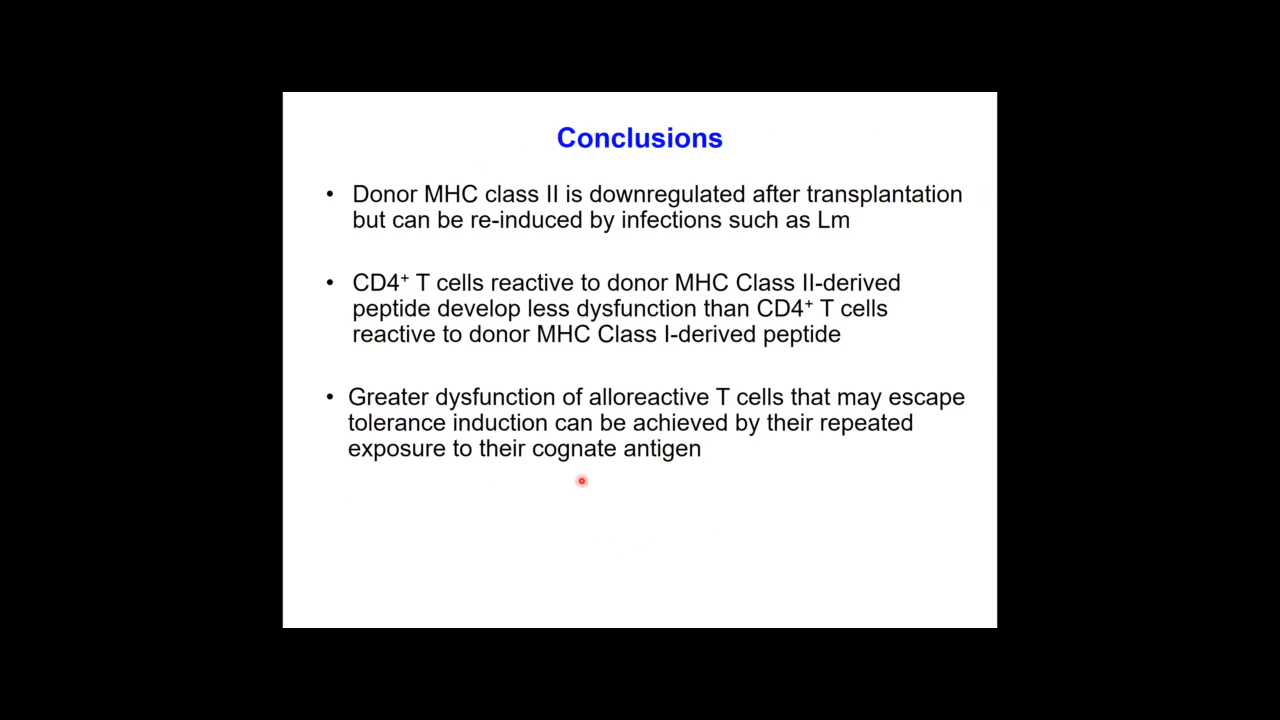 Conclusions
• Donor MHC class II is downregulated after transplantation
but can be re-induced by infections such as Lm
• CD4⁺ T cells reactive to donor MHC Class II-derived
peptide develop less dysfunction than CD4⁺ T cells
reactive to donor MHC Class I-derived peptide
• Greater dysfunction of alloreactive T cells that may escape
tolerance induction can be achieved by their repeated
exposure to their cognate antigen